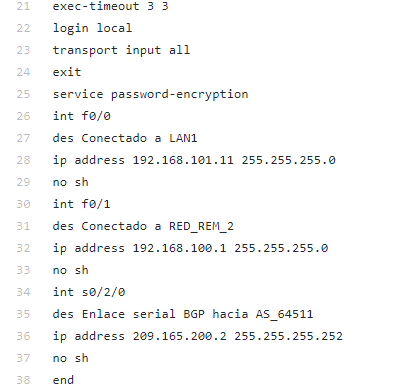 21 exec-timeout 3 3
22 login local
23 transport input all
24 exit
25 service password-encryption
26 int f0/0
27 des Conectado a LAN1
28 ip address 192.168.101.11 255.255.255.0
29 no sh
30 int f0/1
31 des Conectado a RED_REM_2
32 ip address 192.168.100.1 255.255.255.0
33 no sh
34 int s0/2/0
35 des Enlace serial BGP hacia AS_64511
36 ip address 209.165.200.2 255.255.255.252
37 no sh
38 end